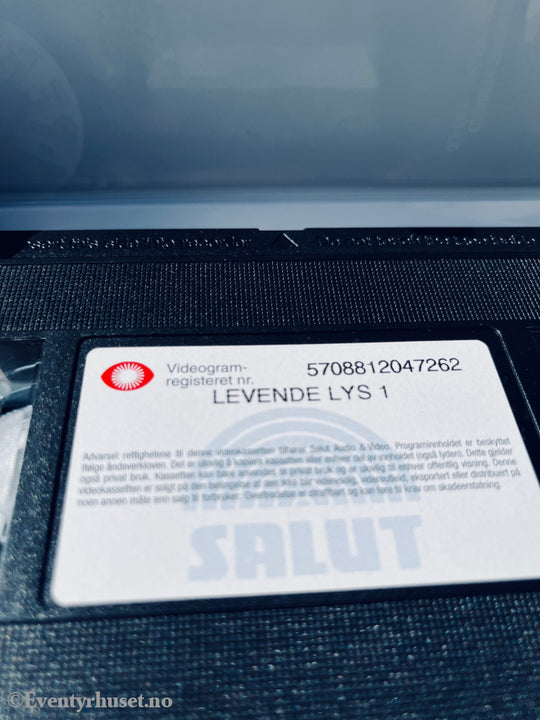 Videogram- 5708812047262
registeret nr.
LEVENDE LYS 1
Advarsel: rettighetene til denne videokassetten tilhører Salut Audio & Video. Programinnholdet er beskyttet
ifølge åndsverkloven. Det er ulovlig å kopiere kassetten eller enhver del av innholdet (også lyden). Dette gjelder
også privat bruk. Kassetten kan bare anvendes til privat bruk og er ulovlig til enhver offentlig visning. Denne
videokassetten er solgt på den betingelse at den ikke blir videresolgt, videreutleid, eksportert eller distribuert på
noen annen måte enn salg til forbruker. Overtredelse er straffbart og kan føre til krav om skadeerstatning.
SALUT
©Eventyrhuset.no